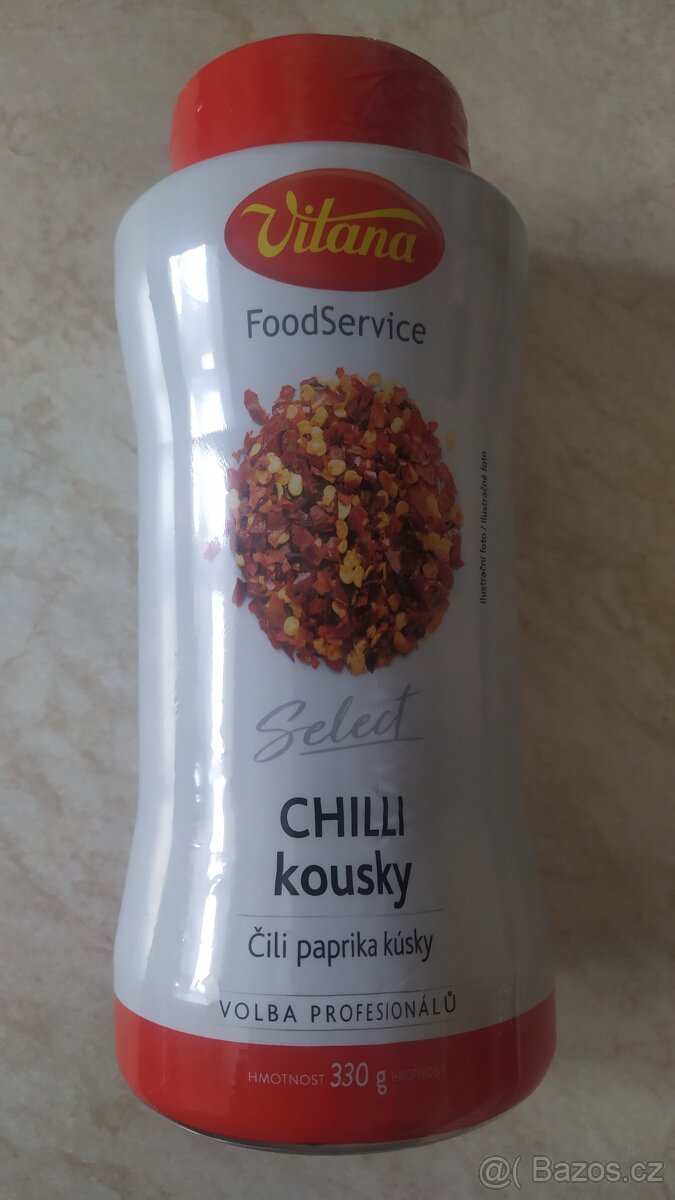 Vitana
FoodService
Ilustrační foto / Ilustračné foto
Select
CHILLI
kousky
Čili paprika kúsky
VOLBA PROFESIONÁLŮ
HMOTNOST 330 g HMOTNOSŤ
@( Bazos.cz